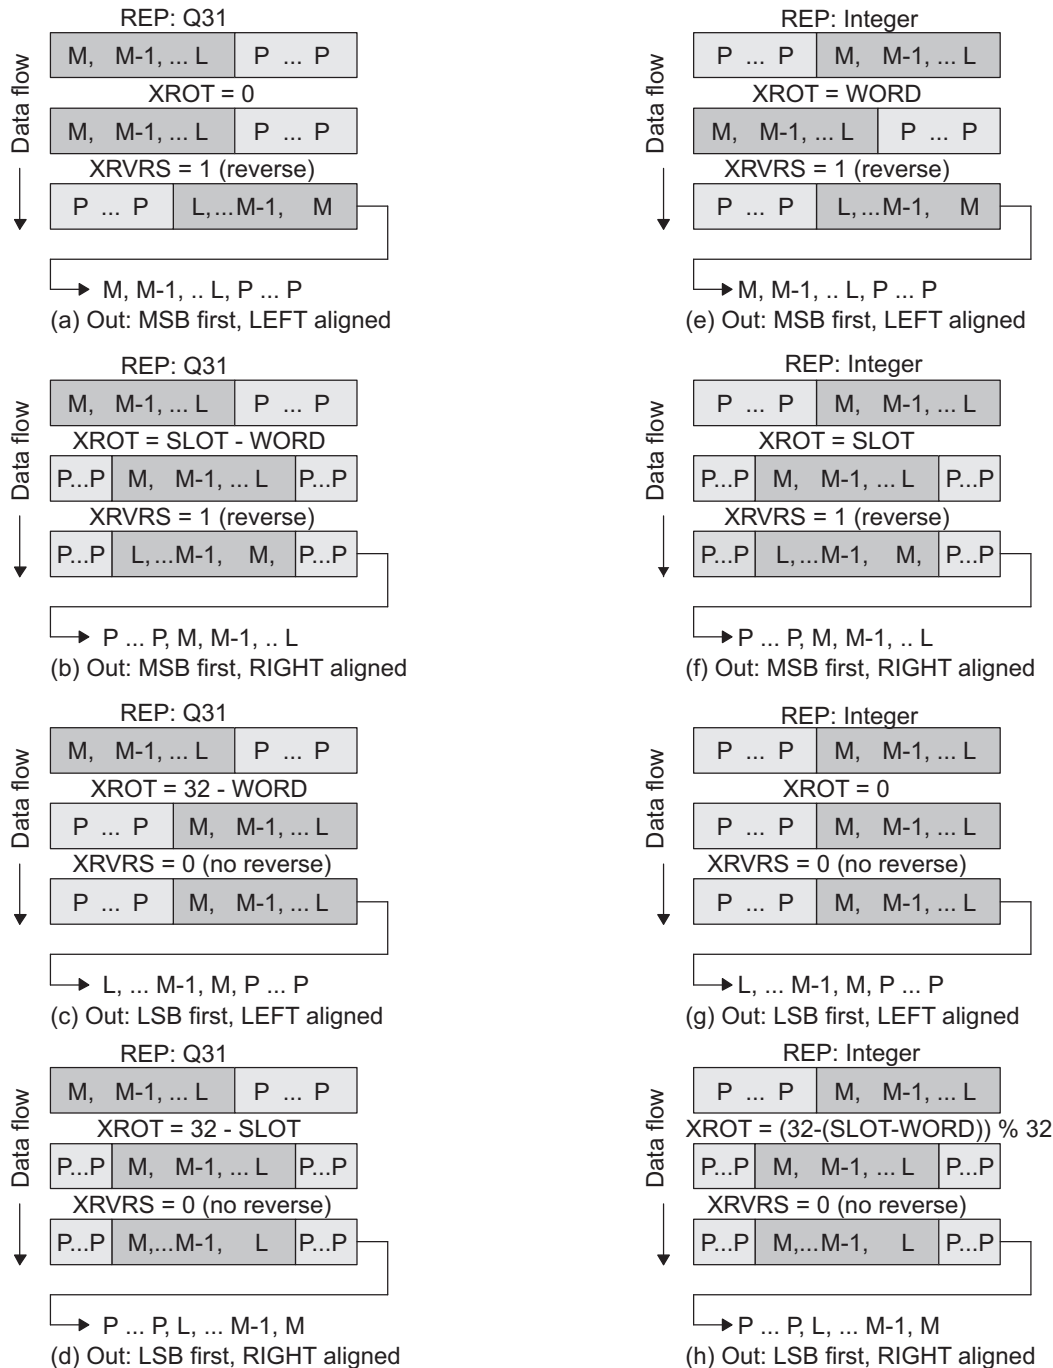 REP: Q31
Data flow
M, M-1, ... L P ... P
XROT = 0
M, M-1, ... L P ... P
XRVRS = 1 (reverse)
P ... P L,...M-1, M
M, M-1, .. L, P ... P
(a) Out: MSB first, LEFT aligned
REP: Q31
Data flow
M, M-1, ... L P ... P
XROT = SLOT - WORD
P...P M, M-1, ... L P...P
XRVRS = 1 (reverse)
P...P L,...M-1, M, P...P
P ... P, M, M-1, .. L
(b) Out: MSB first, RIGHT aligned
REP: Q31
Data flow
M, M-1, ... L P ... P
XROT = 32 - WORD
P ... P M, M-1, ... L
XRVRS = 0 (no reverse)
P ... P M, M-1, ... L
L, ... M-1, M, P ... P
(c) Out: LSB first, LEFT aligned
REP: Q31
Data flow
M, M-1, ... L P ... P
XROT = 32 - SLOT
P...P M, M-1, ... L P...P
XRVRS = 0 (no reverse)
P...P M,...M-1, L P...P
P ... P, L, ... M-1, M
(d) Out: LSB first, RIGHT aligned
REP: Integer
Data flow
P ... P M, M-1, ... L
XROT = WORD
M, M-1, ... L P ... P
XRVRS = 1 (reverse)
P ... P L,...M-1, M
M, M-1, .. L, P ... P
(e) Out: MSB first, LEFT aligned
REP: Integer
Data flow
P ... P M, M-1, ... L
XROT = SLOT
P...P M, M-1, ... L P...P
XRVRS = 1 (reverse)
P...P L,...M-1, M, P...P
P ... P, M, M-1, .. L
(f) Out: MSB first, RIGHT aligned
REP: Integer
Data flow
P ... P M, M-1, ... L
XROT = 0
P ... P M, M-1, ... L
XRVRS = 0 (no reverse)
P ... P M, M-1, ... L
L, ... M-1, M, P ... P
(g) Out: LSB first, LEFT aligned
REP: Integer
Data flow
P ... P M, M-1, ... L
XROT = (32-(SLOT-WORD)) % 32
P...P M, M-1, ... L P...P
XRVRS = 0 (no reverse)
P...P M,...M-1, L P...P
P ... P, L, ... M-1, M
(h) Out: LSB first, RIGHT aligned